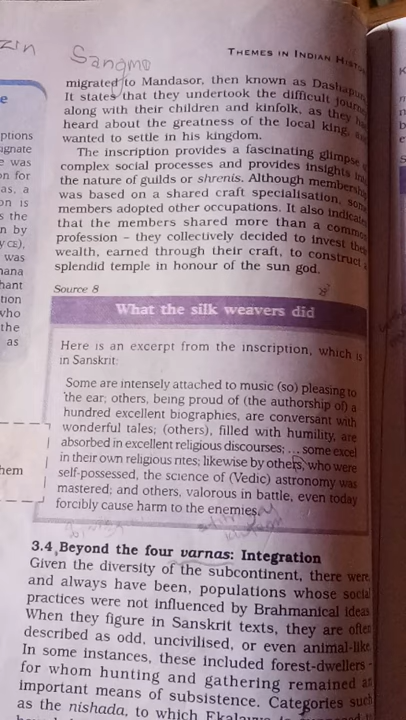 zin
Sangmo
THEMES IN INDIAN
migrated to Mandasor, then known as
It states that they undertook the difficult
along with their children and kinfolk, as they
heard about the greatness of the local king,
wanted to settle in his kingdom.
The inscription provides a fascinating glimpse
complex social processes and provides insights
the nature of guilds or shrenis. Although
was based on a shared craft specialisation,
members adopted other occupations. It also
that the members shared more than a
profession – they collectively decided to invest
wealth, earned through their craft, to construct
splendid temple in honour of the sun god.
Source 8
What the silk weavers did
Here is an excerpt from the inscription, which is
in Sanskrit:
Some are intensely attached to music (so) pleasing to
the ear; others, being proud of (the authorship of) a
hundred excellent biographies, are conversant with
wonderful tales; (others), filled with humility, are
absorbed in excellent religious discourses; ... some excel
in their own religious rites; likewise by others, who were
self-possessed, the science of (Vedic) astronomy was
mastered; and others, valorous in battle, even today
forcibly cause harm to the enemies.
3.4 Beyond the four varnas: Integration
Given the diversity of the subcontinent, there were,
and always have been, populations whose social
practices were not influenced by Brahmanical ideas.
When they figure in Sanskrit texts, they are often
described as odd, uncivilised, or even animal-like.
In some instances, these included forest-dwellers –
for whom hunting and gathering remained an
important means of subsistence. Categories such
as the nishada, to which